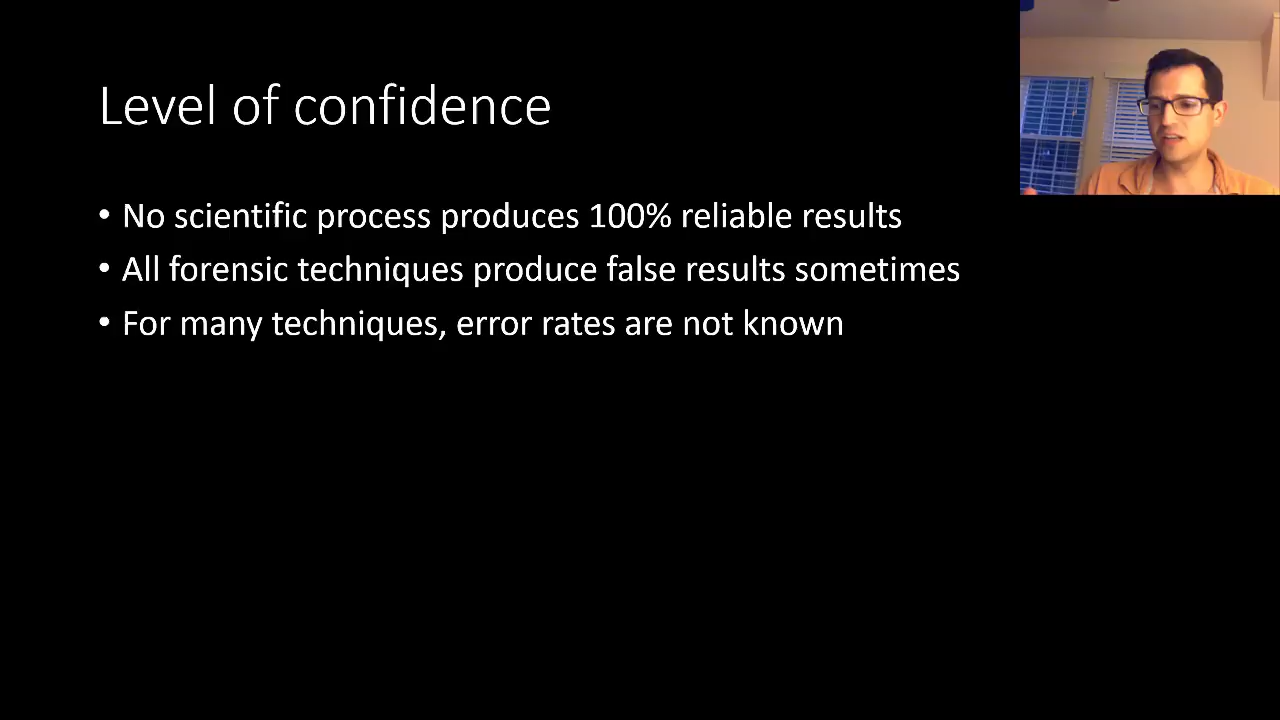 Level of confidence
• No scientific process produces 100% reliable results
• All forensic techniques produce false results sometimes
• For many techniques, error rates are not known